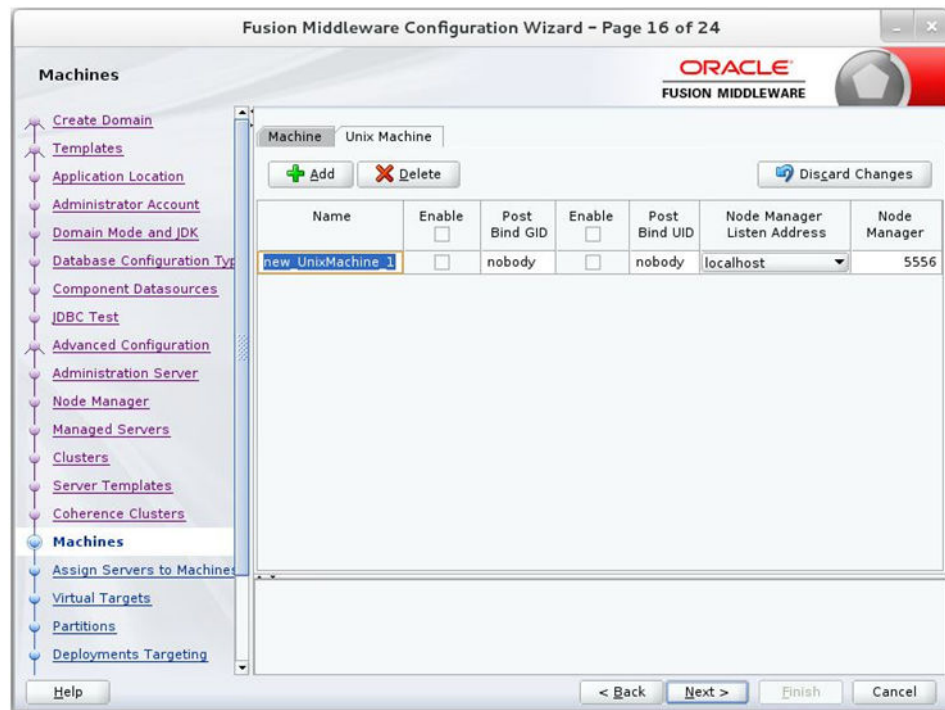 Fusion Middleware Configuration Wizard – Page 16 of 24
Machines
ORACLE
FUSION MIDDLEWARE
Create Domain
Templates
Application Location
Administrator Account
Domain Mode and JDK
Database Configuration Typ
Component Datasources
JDBC Test
Advanced Configuration
Administration Server
Node Manager
Managed Servers
Clusters
Server Templates
Coherence Clusters
Machines
Assign Servers to Machines
Virtual Targets
Partitions
Deployments Targeting
Machine Unix Machine
Add Delete Discard Changes
Name Enable Post Bind GID Enable Post Bind UID Node Manager Listen Address Node Manager
new_UnixMachine_1 nobody nobody localhost 5556
Help < Back Next > Finish Cancel